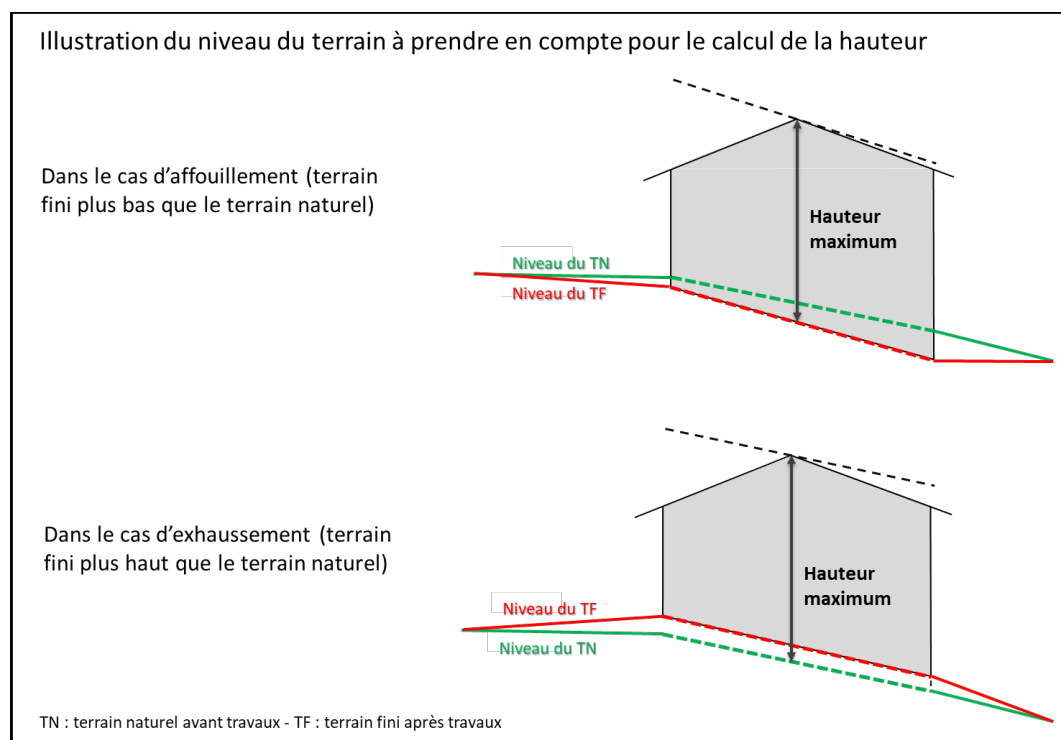 Illustration du niveau du terrain à prendre en compte pour le calcul de la hauteur
Dans le cas d’affouillement (terrain
fini plus bas que le terrain naturel)
Hauteur
maximum
Niveau du TN
Niveau du TF
Dans le cas d’exhaussement (terrain
fini plus haut que le terrain naturel)
Hauteur
maximum
Niveau du TF
Niveau du TN
TN : terrain naturel avant travaux - TF : terrain fini après travaux